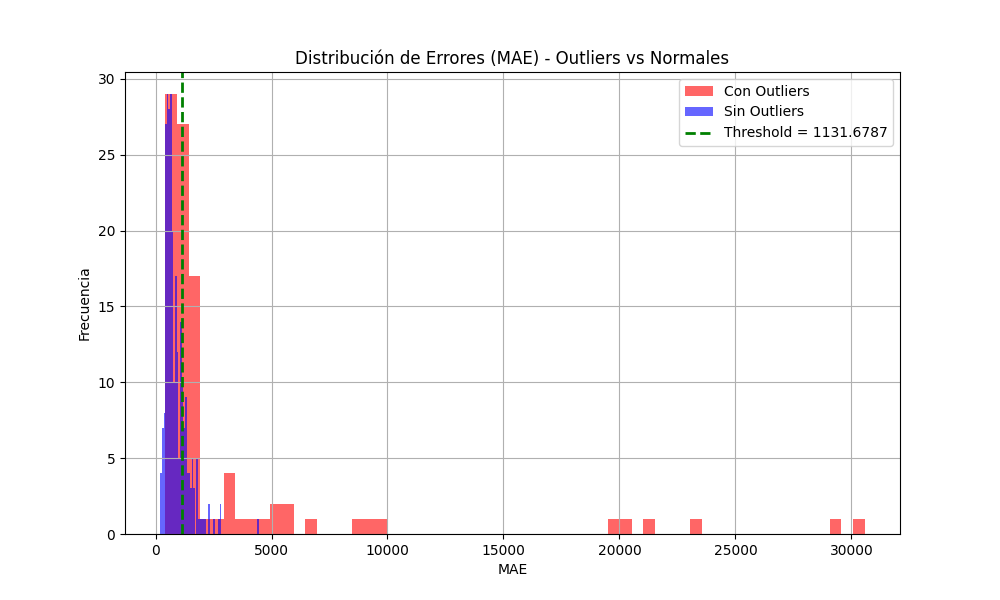 Distribución de Errores (MAE) - Outliers vs Normales
Con Outliers
Sin Outliers
Threshold = 1131.6787
Frecuencia
30
25
20
15
10
5
0
0 5000 10000 15000 20000 25000 30000
MAE